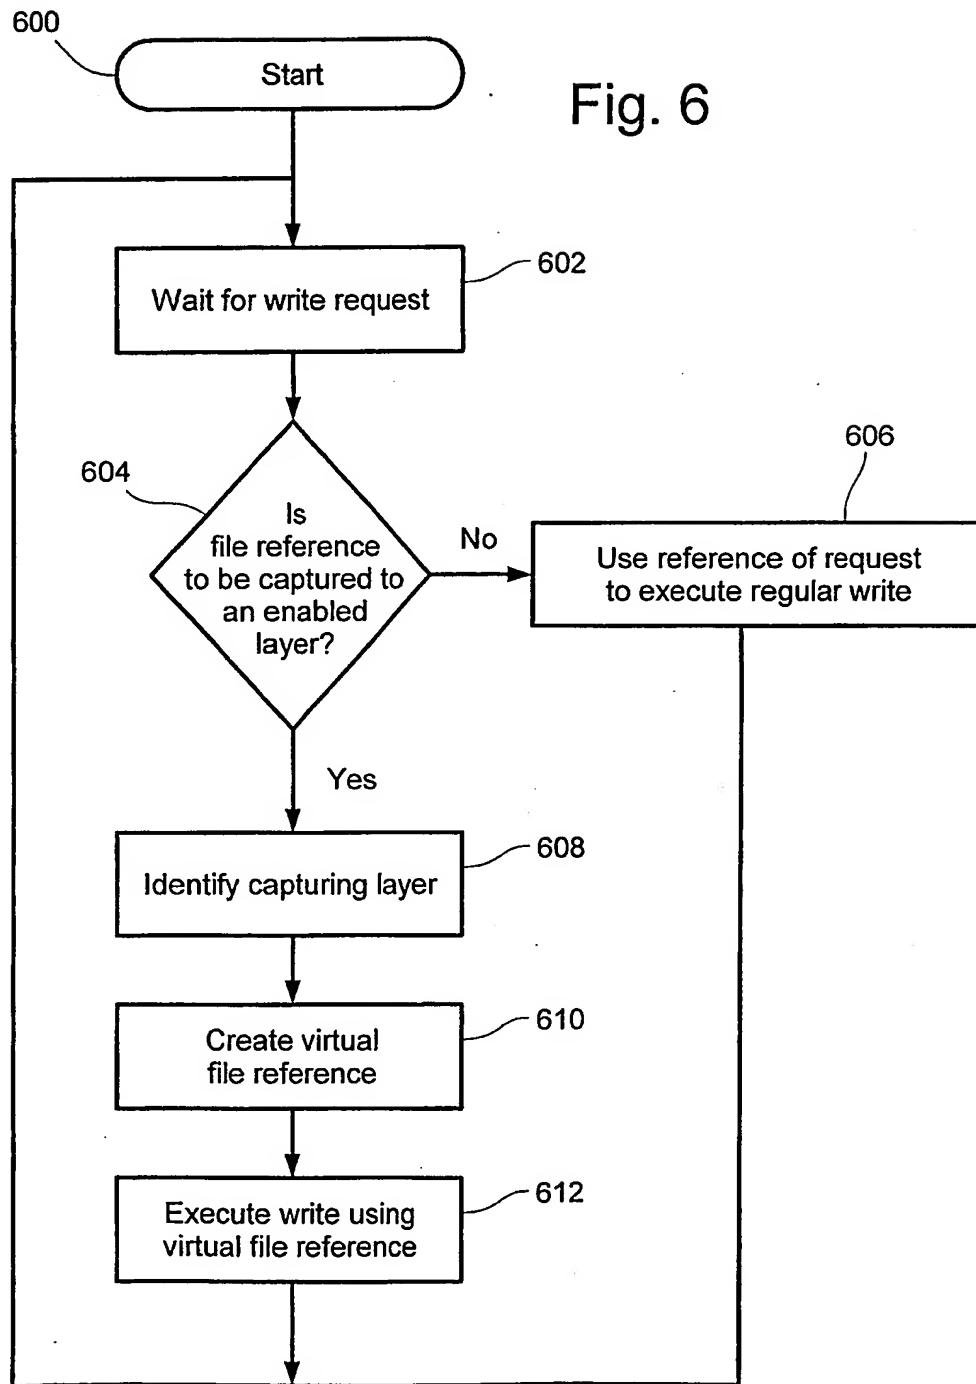 600
Start
Fig. 6
602
Wait for write request
604
606
Is
file reference
to be captured to
an enabled
layer?
No
Use reference of request
to execute regular write
Yes
608
Identify capturing layer
610
Create virtual
file reference
612
Execute write using
virtual file reference